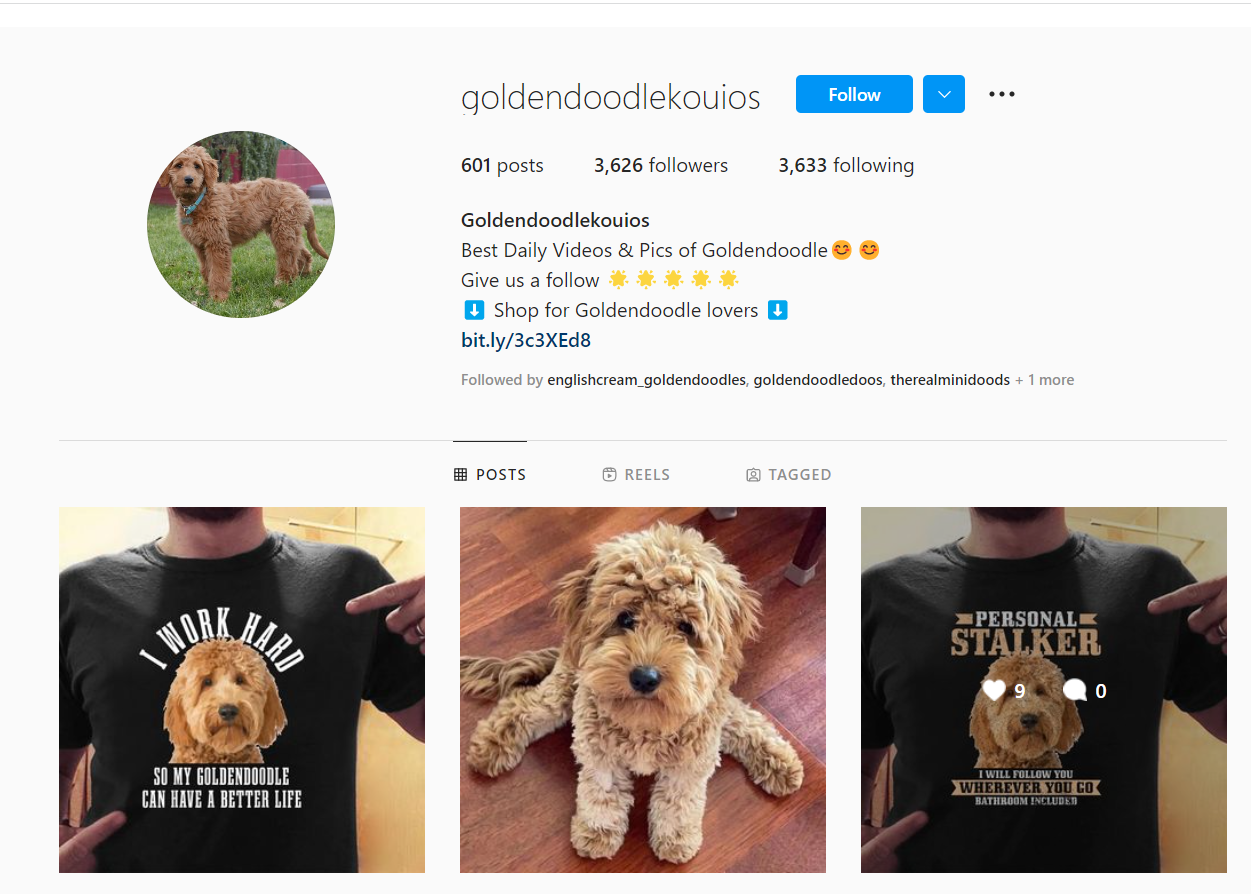 goldendoodlekouios Follow
601 posts 3,626 followers 3,633 following
Goldendoodlekouios
Best Daily Videos & Pics of Goldendoodle😊 😊
Give us a follow 🌟 🌟 🌟 🌟 🌟
⬇️ Shop for Goldendoodle lovers ⬇️
bit.ly/3c3XEd8
Followed by englishcream_goldendoodles, goldendoodledoos, therealminidoods + 1 more
POSTS REELS TAGGED
I WORK HARD
SO MY GOLDENDOODLE
CAN HAVE A BETTER LIFE
PERSONAL
STALKER
9 0
I WILL FOLLOW YOU
WHEREVER YOU GO
BATHROOM INCLUDED